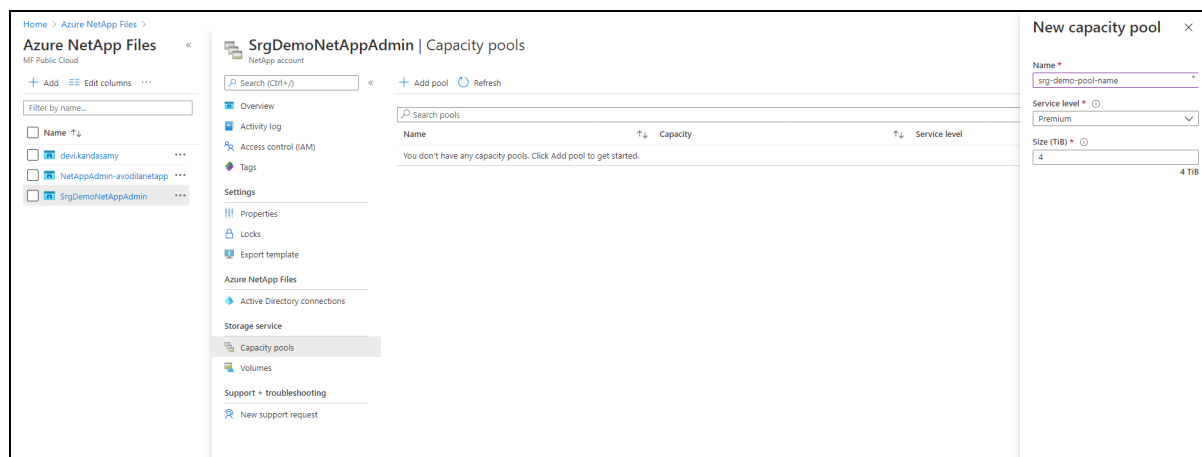 Home > Azure NetApp Files >
Azure NetApp Files «
MF Public Cloud
+ Add Edit columns ...
Filter by name...
Name ↑↓
devi.kandasamy ...
NetAppAdmin-avodilanetapp ...
SrgDemoNetAppAdmin ...
SrgDemoNetAppAdmin | Capacity pools
NetApp account
Search (Ctrl+/) «
Overview
Activity log
Access control (IAM)
Tags
Settings
Properties
Locks
Export template
Azure NetApp Files
Active Directory connections
Storage service
Capacity pools
Volumes
Support + troubleshooting
New support request
+ Add pool Refresh
Search pools
Name ↑↓ Capacity ↑↓ Service level
You don't have any capacity pools. Click Add pool to get started.
New capacity pool ×
Name *
srg-demo-pool-name
Service level *
Premium
Size (TiB) *
4
4 TiB